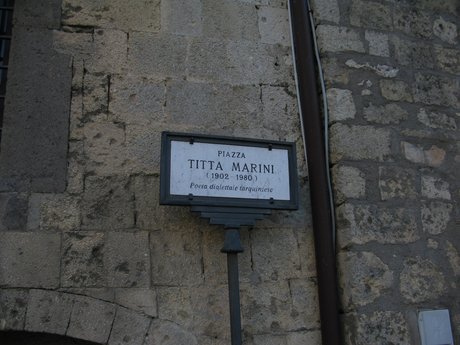 PIAZZA
TITTA MARINI
(1902 - 1980)
Poeta dialettale tarquiniese